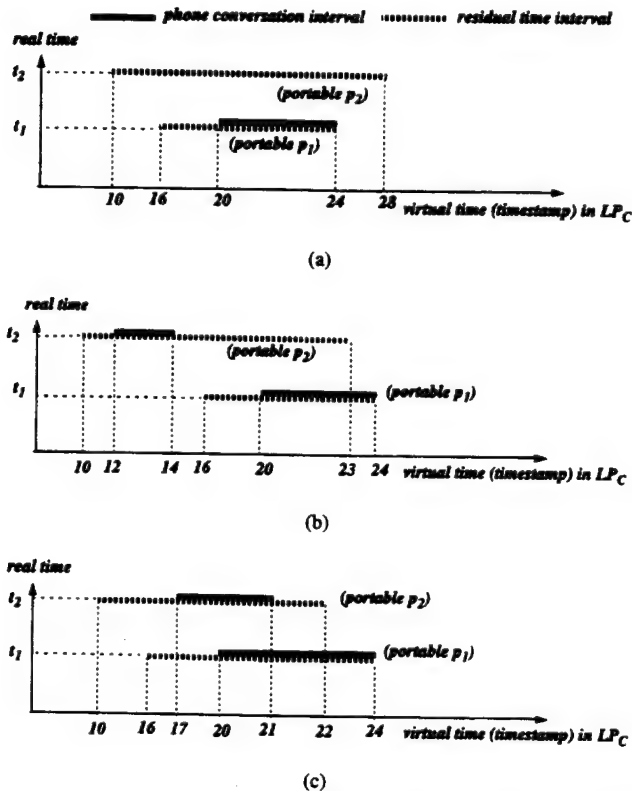 phone conversation interval residual time interval
real time
t2
(portable p2)
t1
(portable p1)
10 16 20 24 28 virtual time (timestamp) in LPC
(a)
real time
t2
(portable p2)
t1
(portable p1)
10 12 14 16 20 23 24 virtual time (timestamp) in LPC
(b)
real time
t2
(portable p2)
t1
(portable p1)
10 16 17 20 21 22 24 virtual time (timestamp) in LPC
(c)